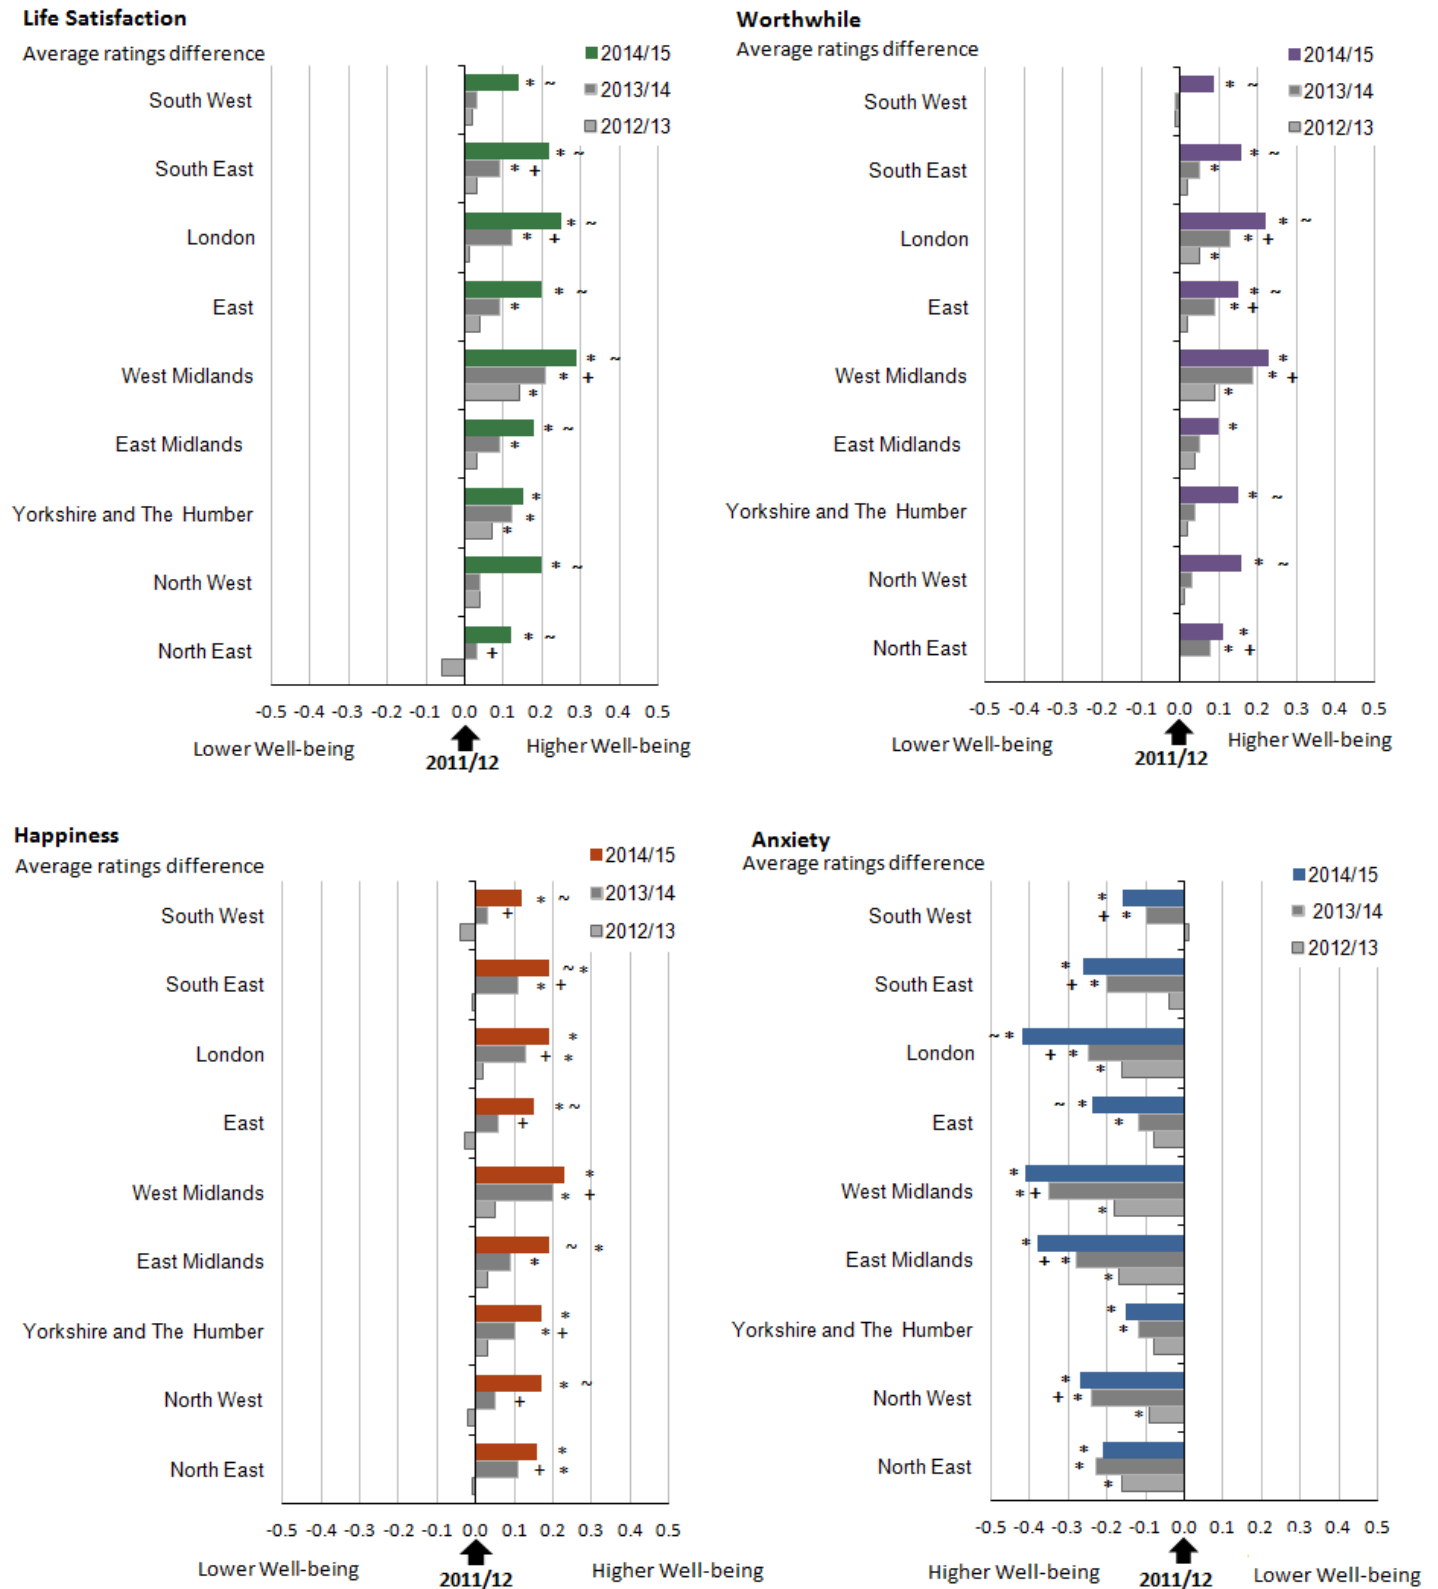 Life Satisfaction
Average ratings difference
2014/15
2013/14
2012/13
South West
* ~
South East
* ~
* +
London
* ~
* +
East
* ~
*
West Midlands
* ~
* +
*
East Midlands
* ~
*
Yorkshire and The Humber
*
*
*
North West
* ~
North East
* ~
+
-0.5 -0.4 -0.3 -0.2 -0.1 0.0 0.1 0.2 0.3 0.4 0.5
Lower Well-being
Higher Well-being
2011/12
Worthwhile
Average ratings difference
2014/15
2013/14
2012/13
South West
* ~
South East
* ~
*
London
* ~
* +
*
East
* ~
* +
West Midlands
*
* +
*
East Midlands
*
Yorkshire and The Humber
* ~
North West
* ~
North East
*
* +
-0.5 -0.4 -0.3 -0.2 -0.1 0.0 0.1 0.2 0.3 0.4 0.5
Lower Well-being
Higher Well-being
2011/12
Happiness
Average ratings difference
2014/15
2013/14
2012/13
South West
* ~
+
South East
~ *
* +
London
*
+ *
East
* ~
+
West Midlands
*
* +
East Midlands
~ *
*
Yorkshire and The Humber
*
* +
North West
* ~
+
North East
*
+ *
-0.5 -0.4 -0.3 -0.2 -0.1 0.0 0.1 0.2 0.3 0.4 0.5
Lower Well-being
Higher Well-being
2011/12
Anxiety
Average ratings difference
2014/15
2013/14
2012/13
South West
*
+ *
South East
*
+ *
London
~ *
+ *
*
East
~ *
*
West Midlands
*
* +
*
East Midlands
*
+ *
*
Yorkshire and The Humber
*
*
North West
*
+ *
*
North East
*
*
*
-0.5 -0.4 -0.3 -0.2 -0.1 0.0 0.1 0.2 0.3 0.4 0.5
Higher Well-being
Lower Well-being
2011/12